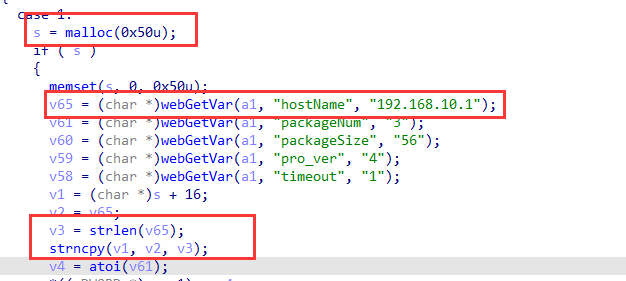 case 1:
s = malloc(0x50u);
if ( s )
{
memset(s, 0, 0x50u);
v65 = (char *)webGetVar(a1, "hostName", "192.168.10.1");
v61 = (char *)webGetVar(a1, "packageNum", "3");
v60 = (char *)webGetVar(a1, "packageSize", "56");
v59 = (char *)webGetVar(a1, "pro_ver", "4");
v58 = (char *)webGetVar(a1, "timeout", "1");
v1 = (char *)s + 16;
v2 = v65;
v3 = strlen(v65);
strncpy(v1, v2, v3);
v4 = atoi(v61);